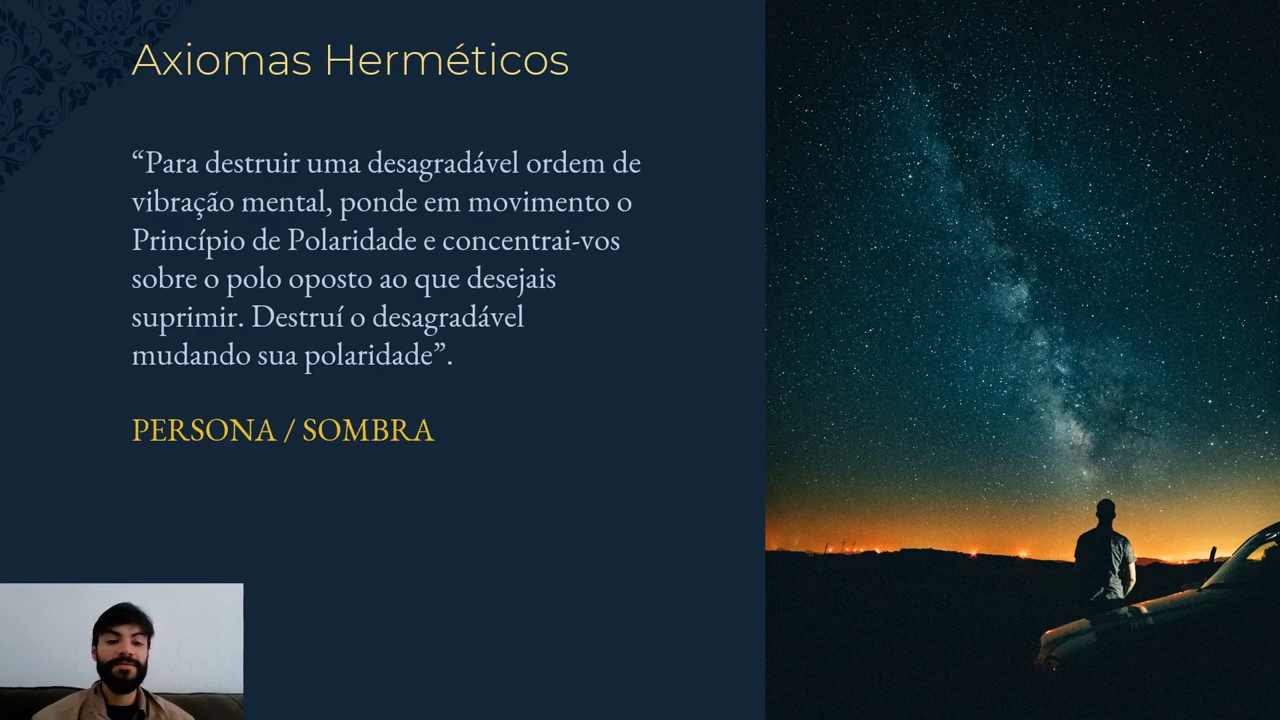 Axiomas Herméticos
“Para destruir uma desagradável ordem de
vibração mental, ponde em movimento o
Princípio de Polaridade e concentrai-vos
sobre o polo oposto ao que desejais
suprimir. Destruí o desagradável
mudando sua polaridade”.
PERSONA / SOMBRA